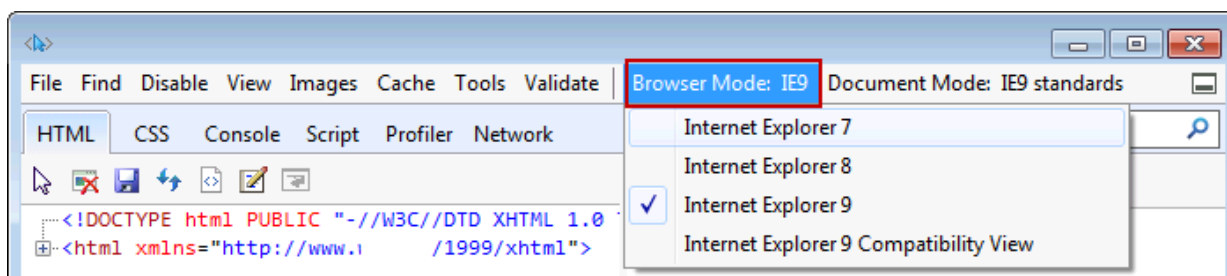 File Find Disable View Images Cache Tools Validate Browser Mode: IE9 Document Mode: IE9 standards
HTML CSS Console Script Profiler Network
Internet Explorer 7
Internet Explorer 8
Internet Explorer 9
Internet Explorer 9 Compatibility View
<!DOCTYPE html PUBLIC "-//W3C//DTD XHTML 1.0
<html xmlns="http://www. /1999/xhtml">